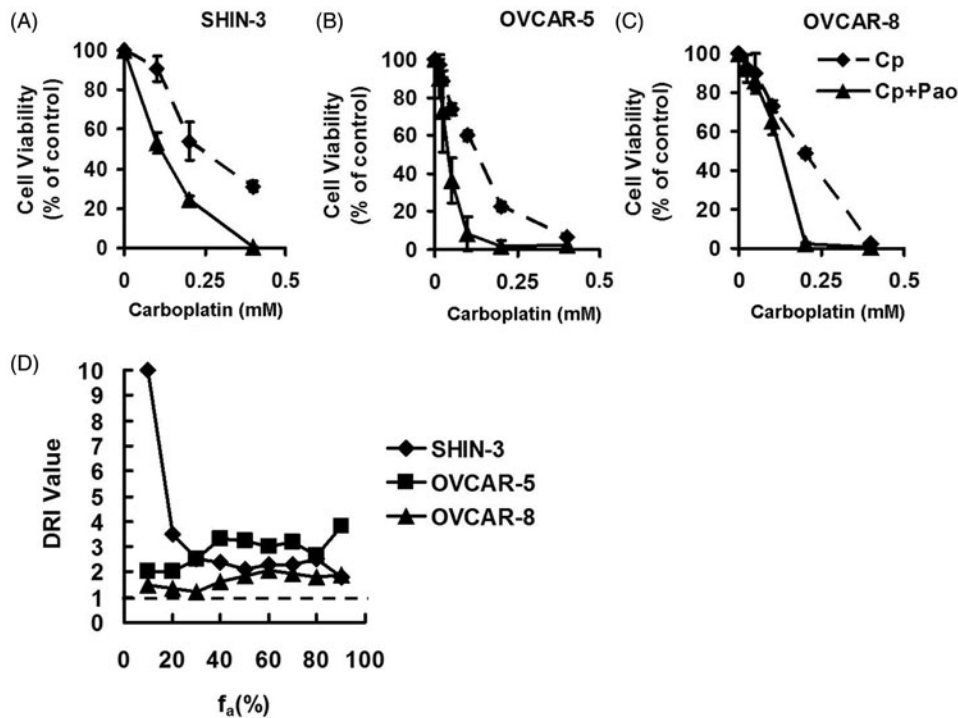 (A)
SHIN-3
100
80
60
40
20
0
Cell Viability
(% of control)
0
0.25
0.5
Carboplatin (mM)
(B)
OVCAR-5
100
80
60
40
20
0
Cell Viability
(% of control)
0
0.25
0.5
Carboplatin (mM)
(C)
OVCAR-8
100
80
60
40
20
0
Cell Viability
(% of control)
0
0.25
0.5
Carboplatin (mM)
Cp
Cp+Pao
(D)
10
9
8
7
6
5
4
3
2
1
0
DRI Value
0 20 40 60 80 100
fa(%)
SHIN-3
OVCAR-5
OVCAR-8